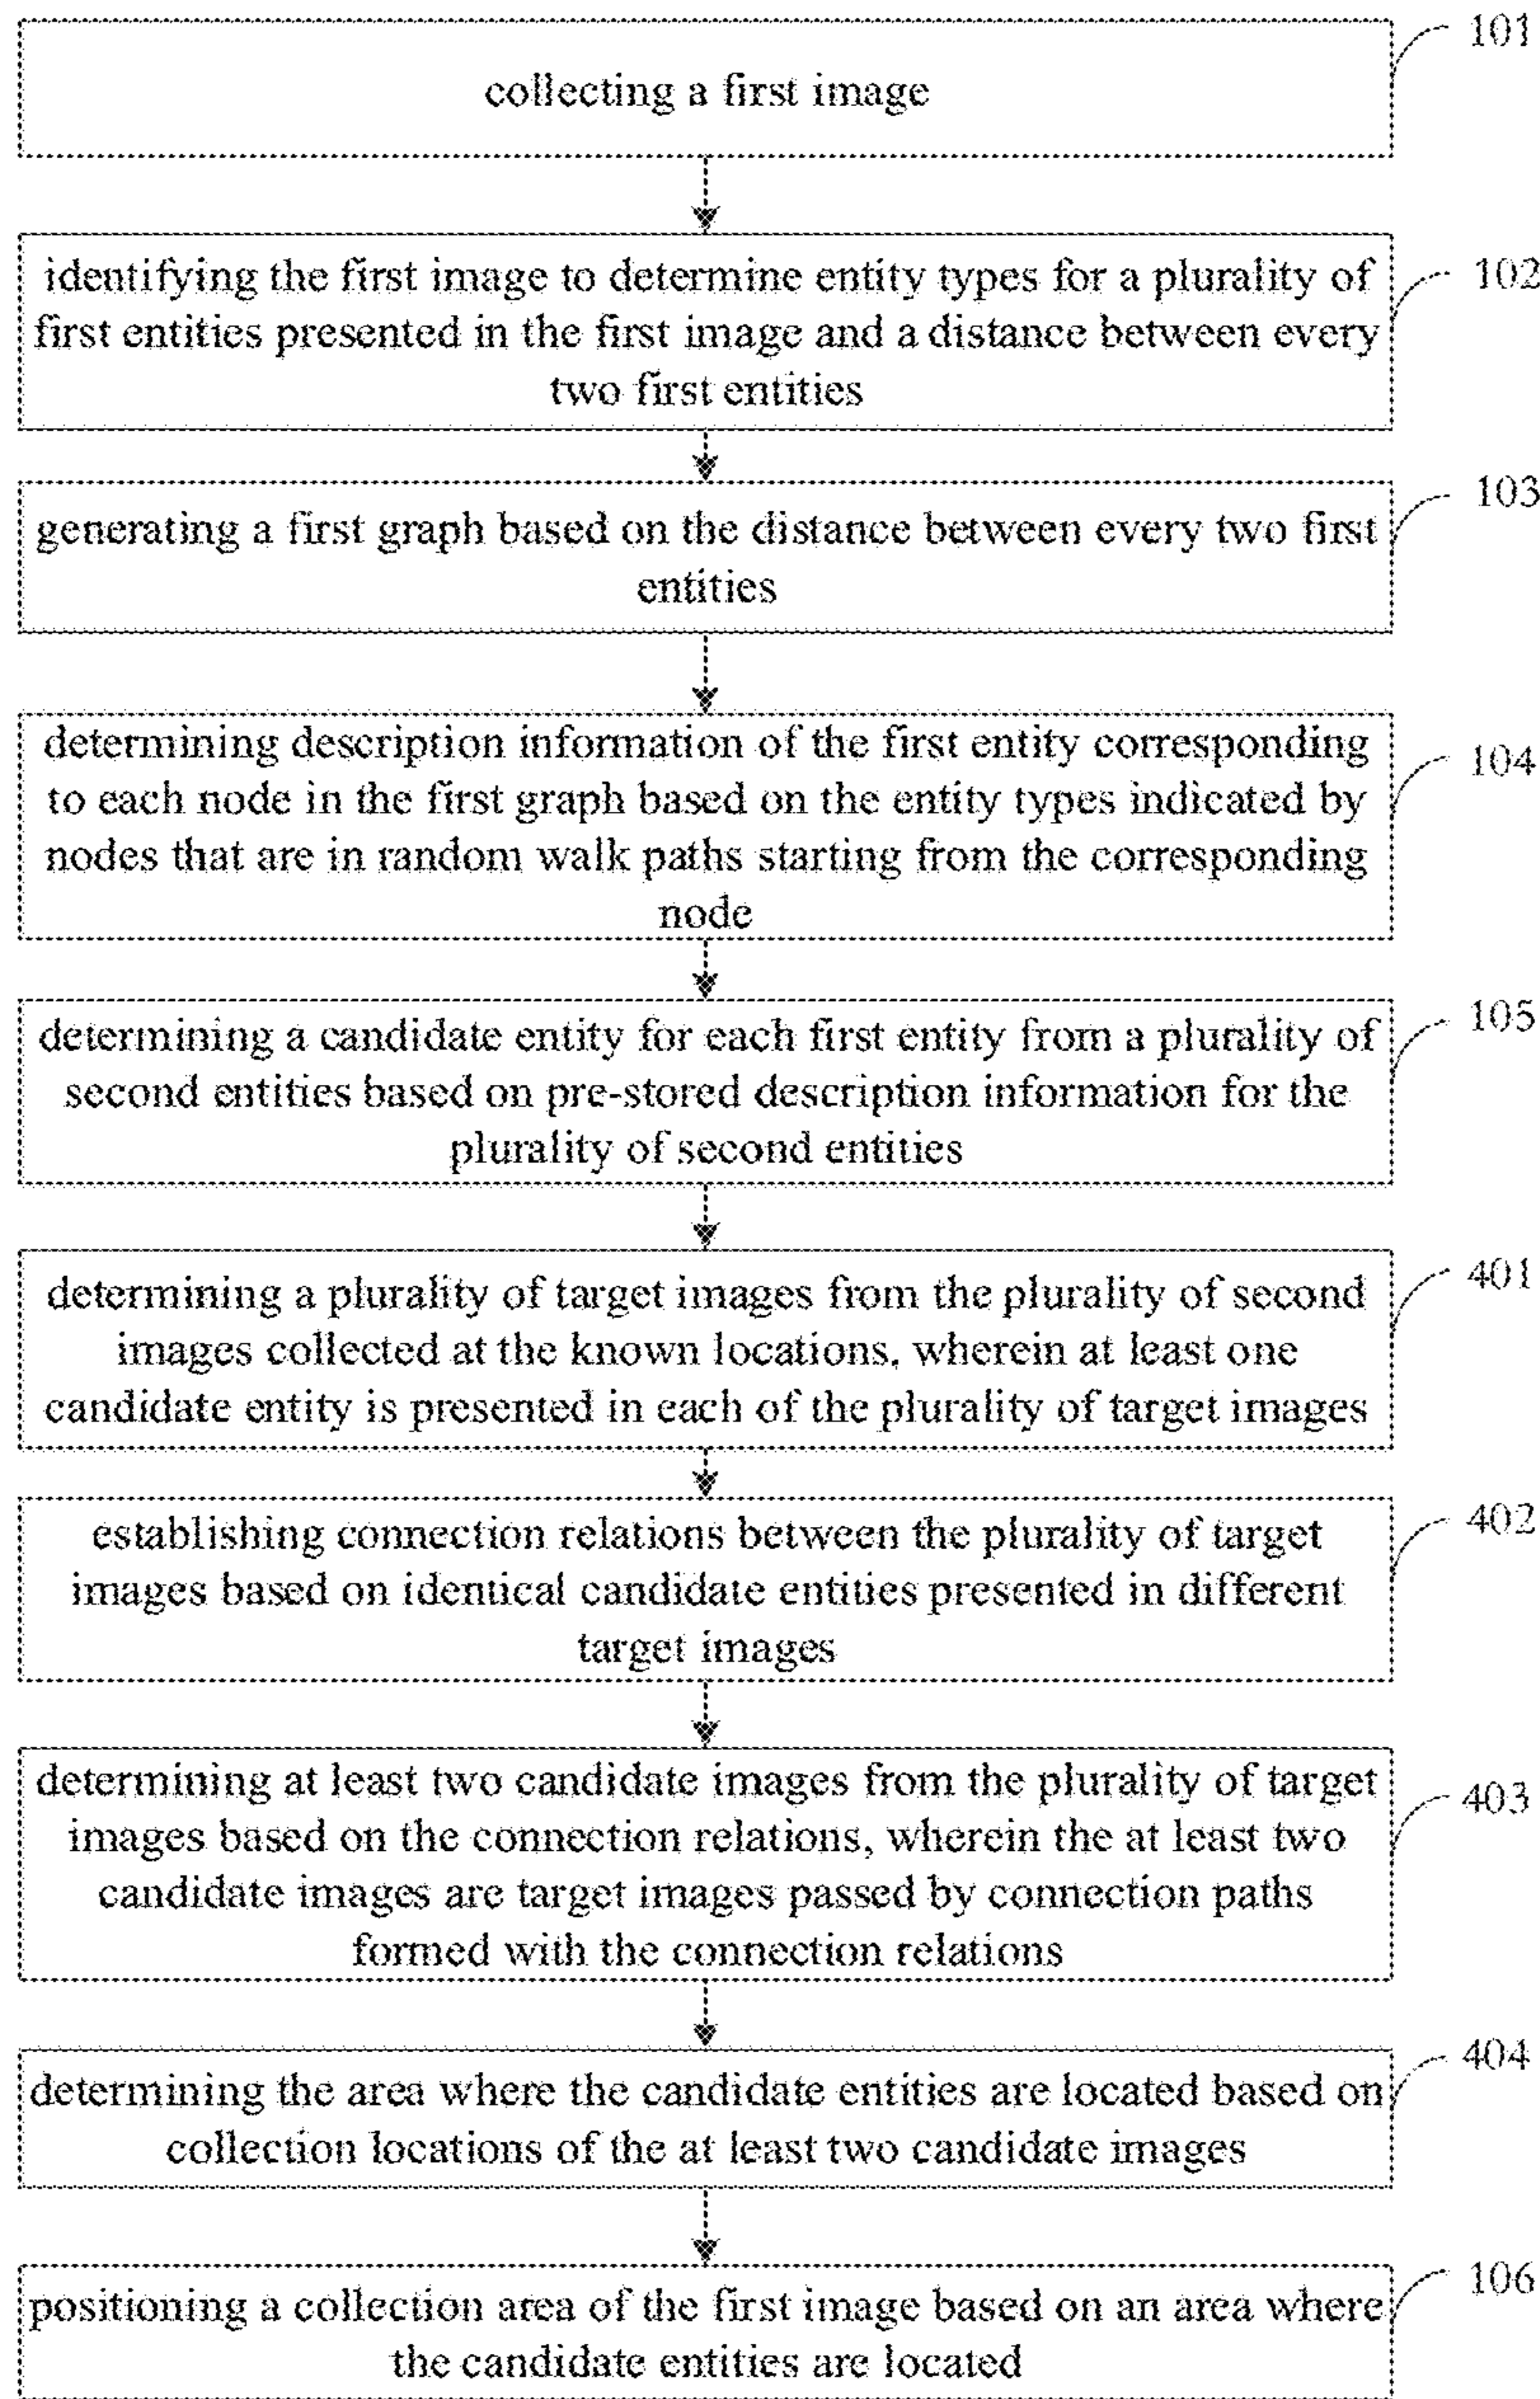 101
collecting a first image
102
identifying the first image to determine entity types for a plurality of
first entities presented in the first image and a distance between every
two first entities
103
generating a first graph based on the distance between every two first
entities
104
determining description information of the first entity corresponding
to each node in the first graph based on the entity types indicated by
nodes that are in random walk paths starting from the corresponding
node
105
determining a candidate entity for each first entity from a plurality of
second entities based on pre-stored description information for the
plurality of second entities
401
determining a plurality of target images from the plurality of second
images collected at the known locations, wherein at least one
candidate entity is presented in each of the plurality of target images
402
establishing connection relations between the plurality of target
images based on identical candidate entities presented in different
target images
403
determining at least two candidate images from the plurality of target
images based on the connection relations, wherein the at least two
candidate images are target images passed by connection paths
formed with the connection relations
404
determining the area where the candidate entities are located based on
collection locations of the at least two candidate images
106
positioning a collection area of the first image based on an area where
the candidate entities are located